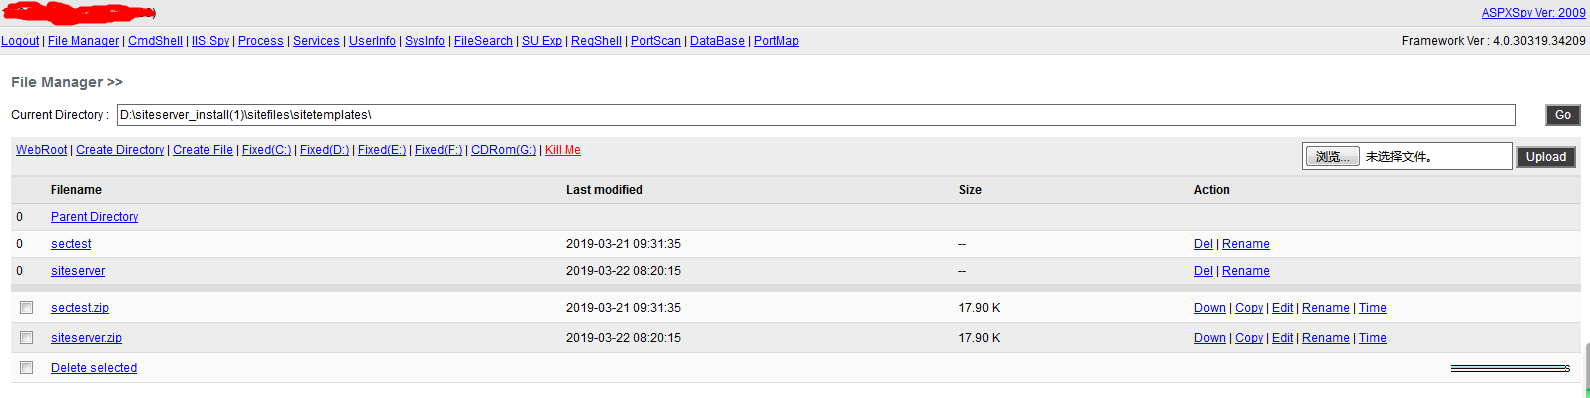 ASPXSpy Ver: 2009
Logout | File Manager | CmdShell | IIS Spy | Process | Services | UserInfo | SysInfo | FileSearch | SU Exp | RegShell | PortScan | DataBase | PortMap
Framework Ver : 4.0.30319.34209
File Manager >>
Current Directory : D:\siteserver_install(1)\sitefiles\sitetemplates\ Go
WebRoot | Create Directory | Create File | Fixed(C:) | Fixed(D:) | Fixed(E:) | Fixed(F:) | CDRom(G:) | Kill Me
浏览... 未选择文件。 Upload
Filename Last modified Size Action
0 Parent Directory
0 sectest 2019-03-21 09:31:35 -- Del | Rename
0 siteserver 2019-03-22 08:20:15 -- Del | Rename
sectest.zip 2019-03-21 09:31:35 17.90 K Down | Copy | Edit | Rename | Time
siteserver.zip 2019-03-22 08:20:15 17.90 K Down | Copy | Edit | Rename | Time
Delete selected